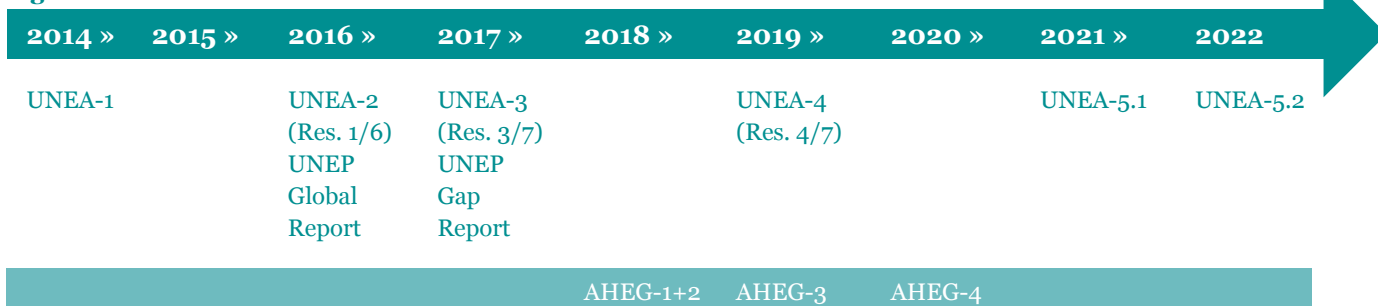 2014 » 2015 » 2016 » 2017 » 2018 » 2019 » 2020 » 2021 » 2022
UNEA-1 UNEA-2 UNEA-3 UNEA-4 UNEA-5.1 UNEA-5.2
(Res. 1/6) (Res. 3/7) (Res. 4/7)
UNEP UNEP
Global Gap
Report Report
AHEG-1+2 AHEG-3 AHEG-4